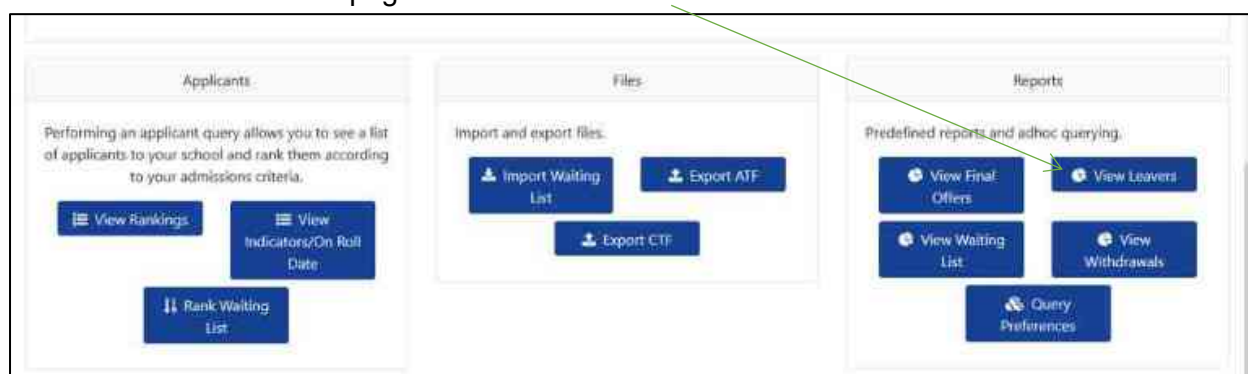 Applicants
Performing an applicant query allows you to see a list
of applicants to your school and rank them according
to your admissions criteria.
View Rankings
View
Indicators/On Roll
Date
Rank Waiting
List
Files
Import and export files.
Import Waiting
List
Export ATF
Export CTF
Reports
Predefined reports and adhoc querying.
View Final
Offers
View Leavers
View Waiting
List
View
Withdrawals
Query
Preferences